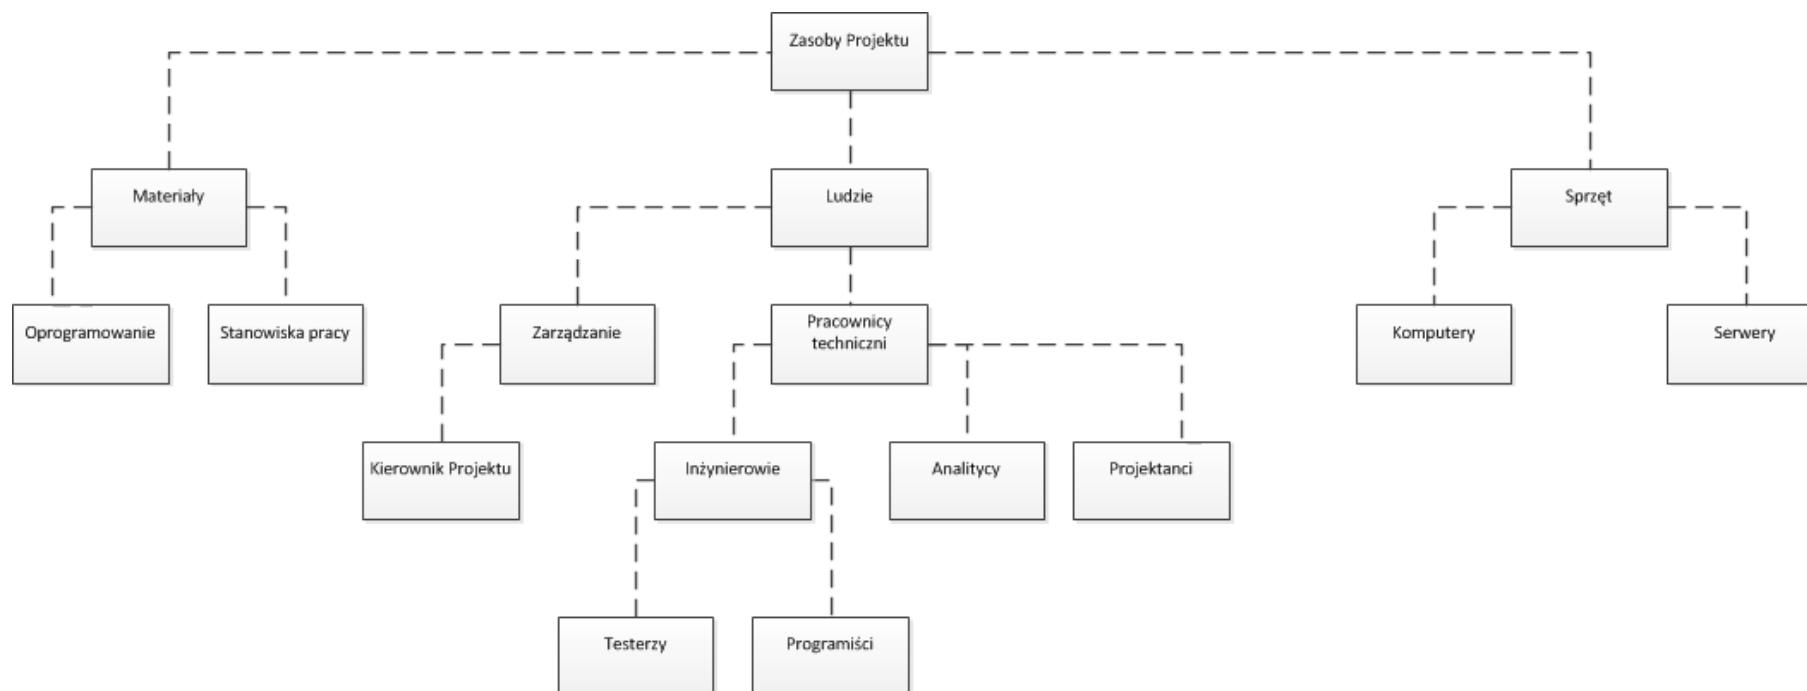 Zasoby Projektu
Materiały
Ludzie
Sprzęt
Oprogramowanie
Stanowiska pracy
Zarządzanie
Pracownicy
techniczni
Komputery
Serwery
Kierownik Projektu
Inżynierowie
Analitycy
Projektanci
Testerzy
Programiści